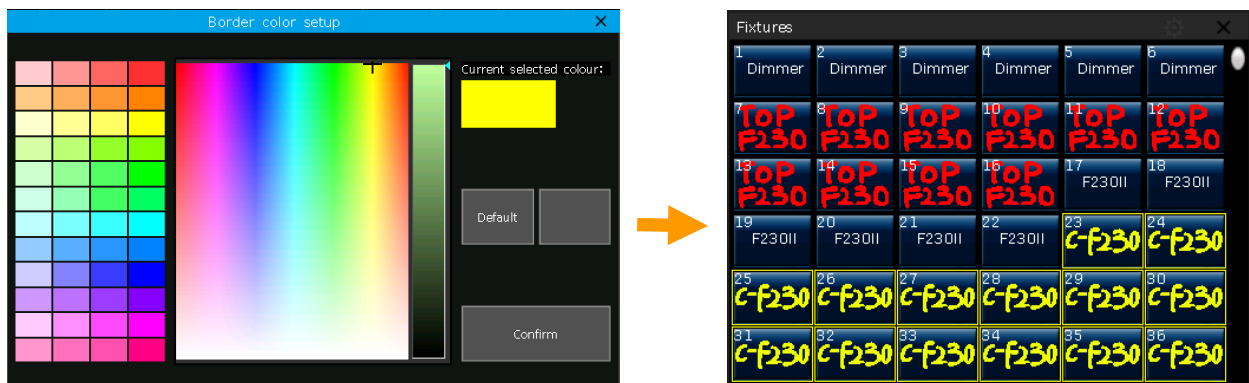 Border color setup
Current selected colour:
Default
Confirm
Fixtures
1 Dimmer 2 Dimmer 3 Dimmer 4 Dimmer 5 Dimmer 6 Dimmer
7 TOP F230 8 TOP F230 9 TOP F230 10 TOP F230 11 TOP F230 12 TOP F230
13 TOP F230 14 TOP F230 15 TOP F230 16 TOP F230 17 F230II 18 F230II
19 F230II 20 F230II 21 F230II 22 F230II 23 C-F230 24 C-F230
25 C-F230 26 C-F230 27 C-F230 28 C-F230 29 C-F230 30 C-F230
31 C-F230 32 C-F230 33 C-F230 34 C-F230 35 C-F230 36 C-F230